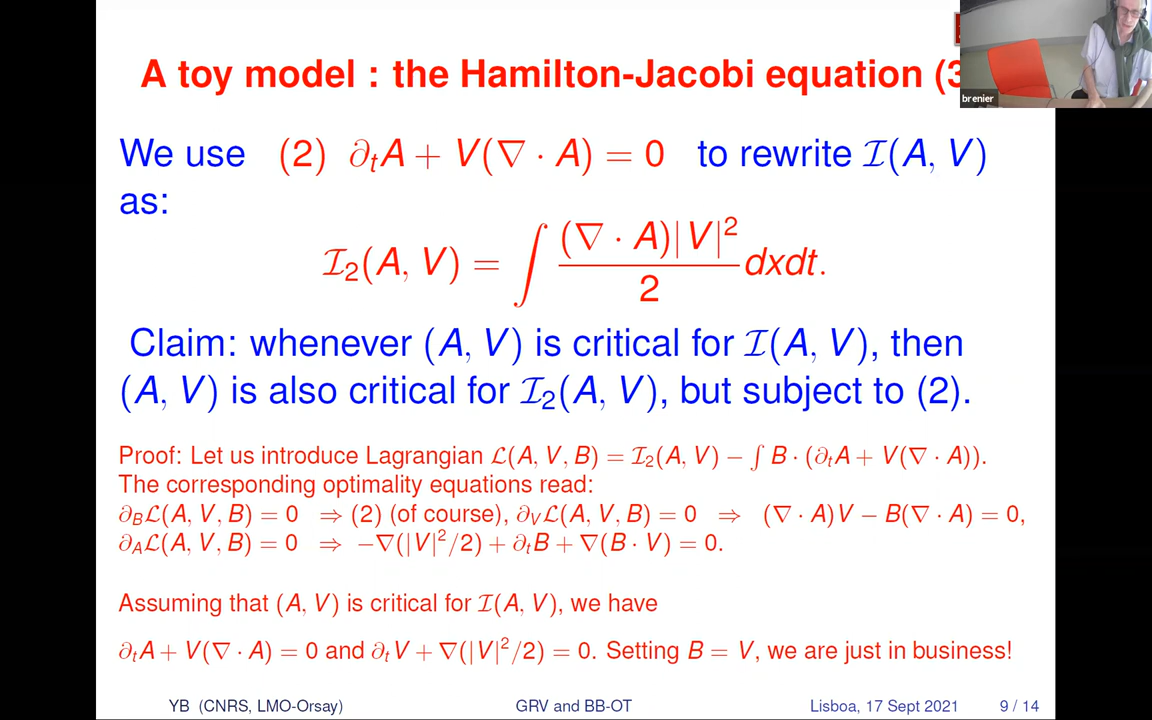 A toy model : the Hamilton-Jacobi equation (3
brenier
We use (2) ∂ₜA + V(∇ · A) = 0 to rewrite ℐ(A, V)
as:
ℐ₂(A, V) = ∫ (∇ · A)|V|² / 2 dxdt.
Claim: whenever (A, V) is critical for ℐ(A, V), then
(A, V) is also critical for ℐ₂(A, V), but subject to (2).
Proof: Let us introduce Lagrangian ℒ(A, V, B) = ℐ₂(A, V) − ∫ B · (∂ₜA + V(∇ · A)).
The corresponding optimality equations read:
∂_Bℒ(A, V, B) = 0 ⇒ (2) (of course), ∂_Vℒ(A, V, B) = 0 ⇒ (∇ · A)V − B(∇ · A) = 0,
∂_Aℒ(A, V, B) = 0 ⇒ −∇(|V|²/2) + ∂ₜB + ∇(B · V) = 0.
Assuming that (A, V) is critical for ℐ(A, V), we have
∂ₜA + V(∇ · A) = 0 and ∂ₜV + ∇(|V|²/2) = 0. Setting B = V, we are just in business!
YB (CNRS, LMO-Orsay) GRV and BB-OT Lisboa, 17 Sept 2021 9 / 14